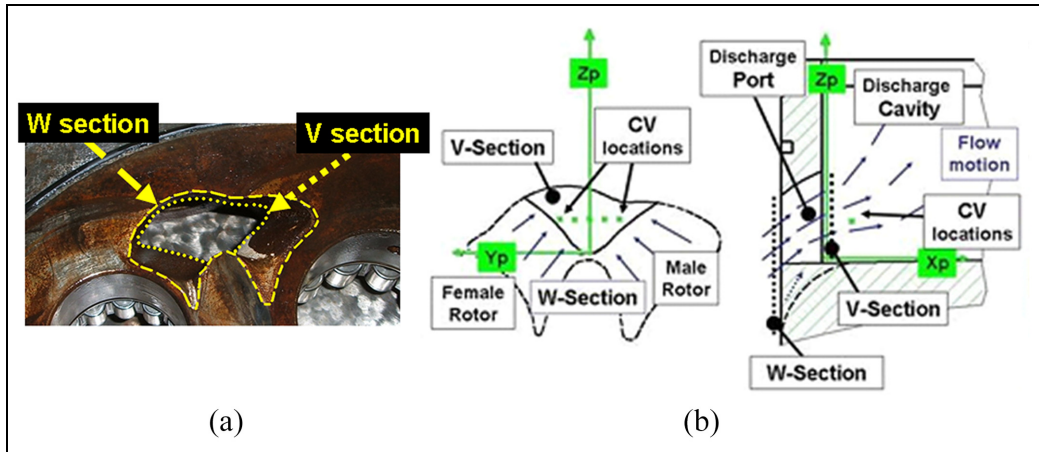 W section
V section
Zp
V-Section
CV
locations
Yp
Female
Rotor
W-Section
Male
Rotor
Discharge
Port
Zp
Discharge
Cavity
Flow
motion
CV
locations
Xp
V-Section
W-Section
(a)
(b)